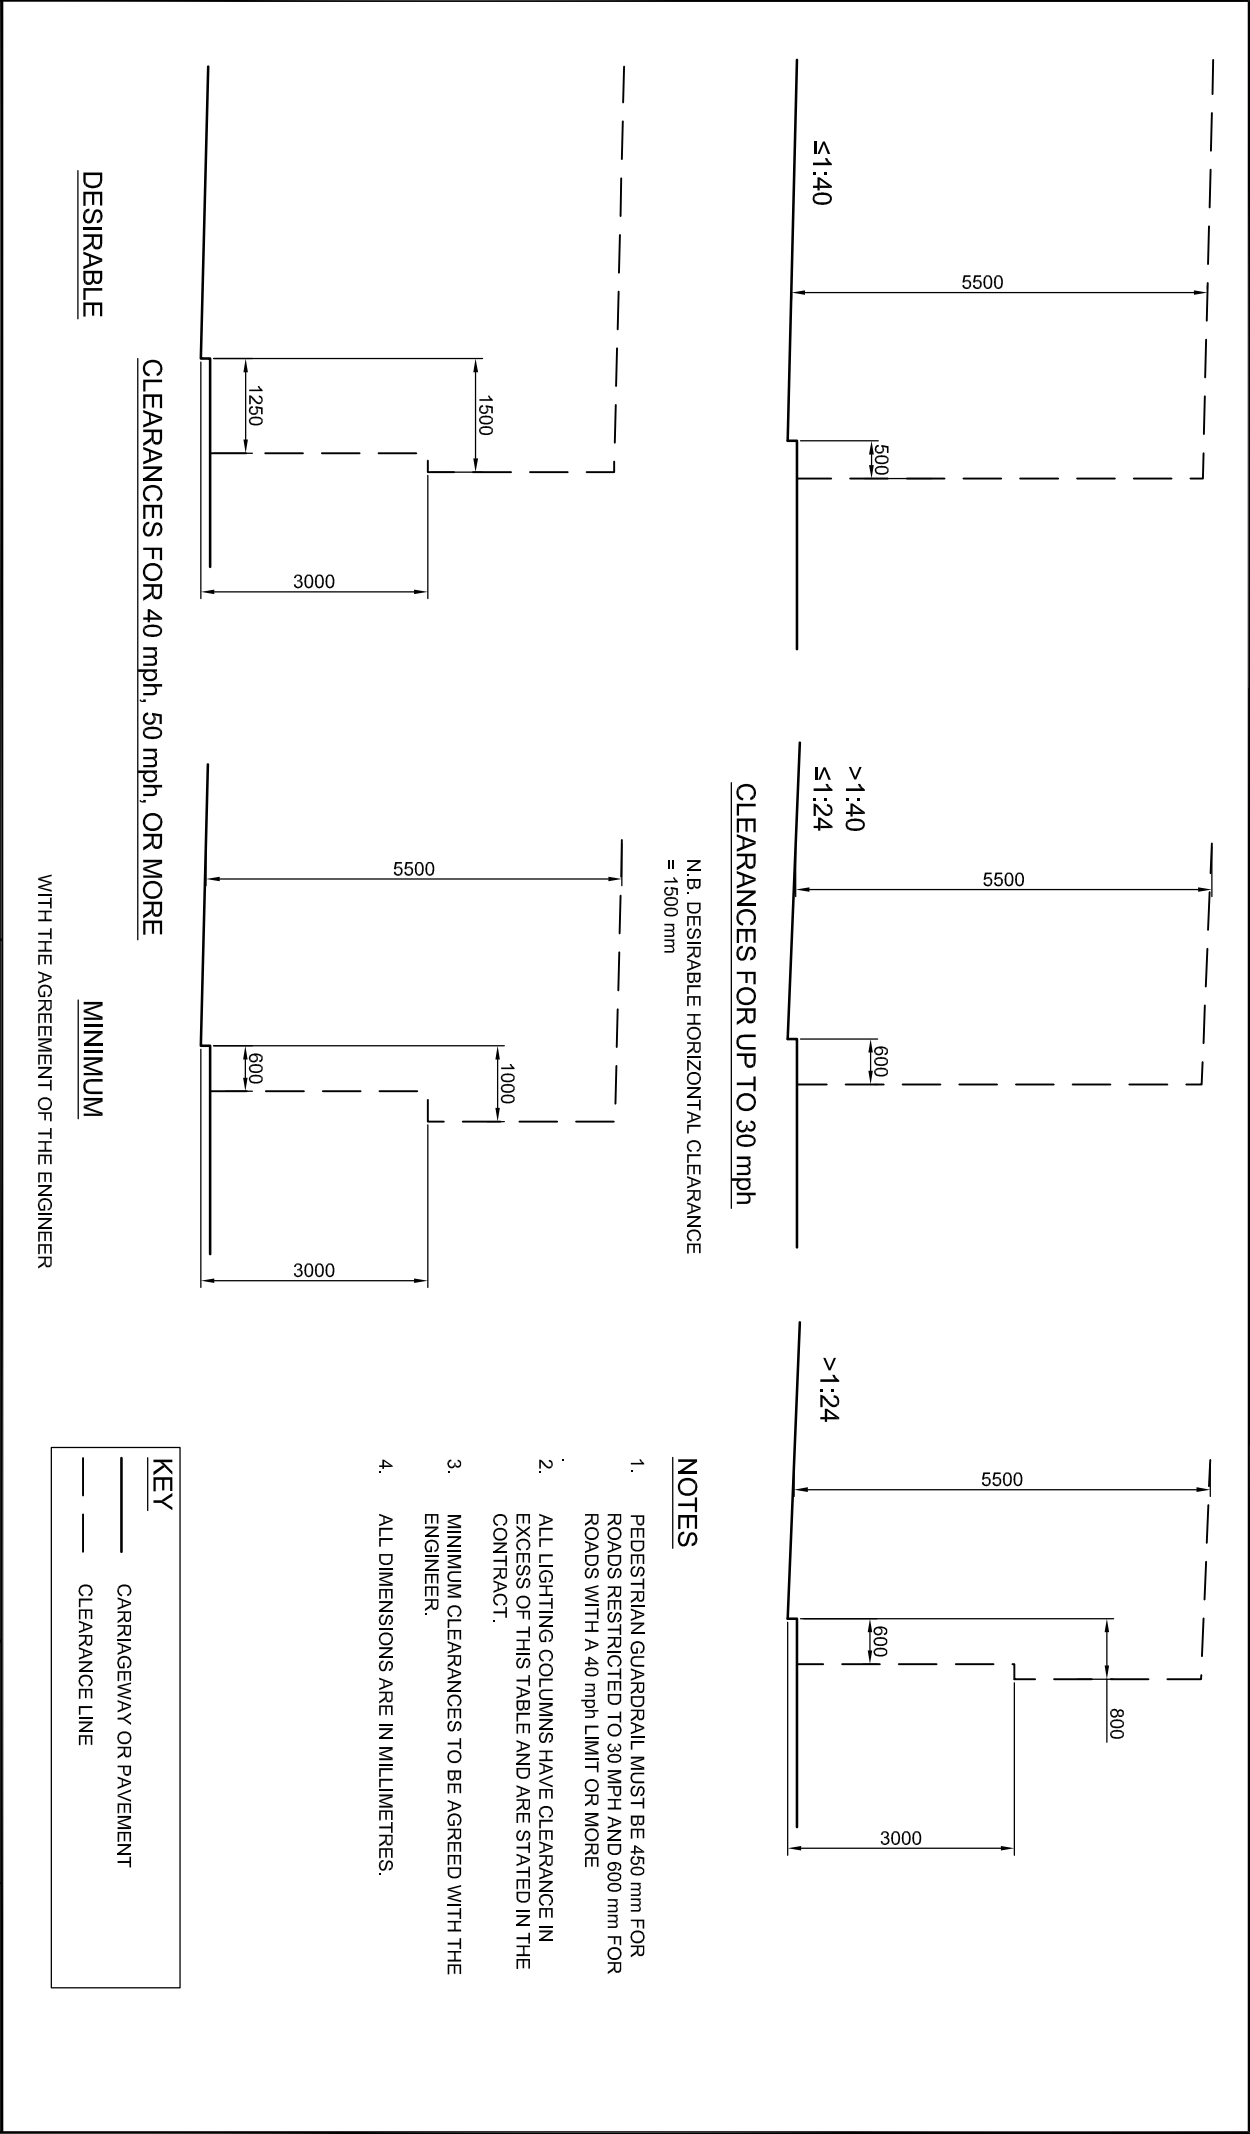 ≤1:40
5500
500
>1:40
≤1:24
5500
600
>1:24
5500
600
800
3000
CLEARANCES FOR UP TO 30 mph
N.B. DESIRABLE HORIZONTAL CLEARANCE
= 1500 mm
1500
1250
3000
5500
1000
600
3000
CLEARANCES FOR 40 mph, 50 mph, OR MORE
DESIRABLE
MINIMUM
WITH THE AGREEMENT OF THE ENGINEER
NOTES
1. PEDESTRIAN GUARDRAIL MUST BE 450 mm FOR
ROADS RESTRICTED TO 30 MPH AND 600 mm FOR
ROADS WITH A 40 mph LIMIT OR MORE
2. ALL LIGHTING COLUMNS HAVE CLEARANCE IN
EXCESS OF THIS TABLE AND ARE STATED IN THE
CONTRACT.
3. MINIMUM CLEARANCES TO BE AGREED WITH THE
ENGINEER.
4. ALL DIMENSIONS ARE IN MILLIMETRES.
KEY
CARRIAGEWAY OR PAVEMENT
CLEARANCE LINE